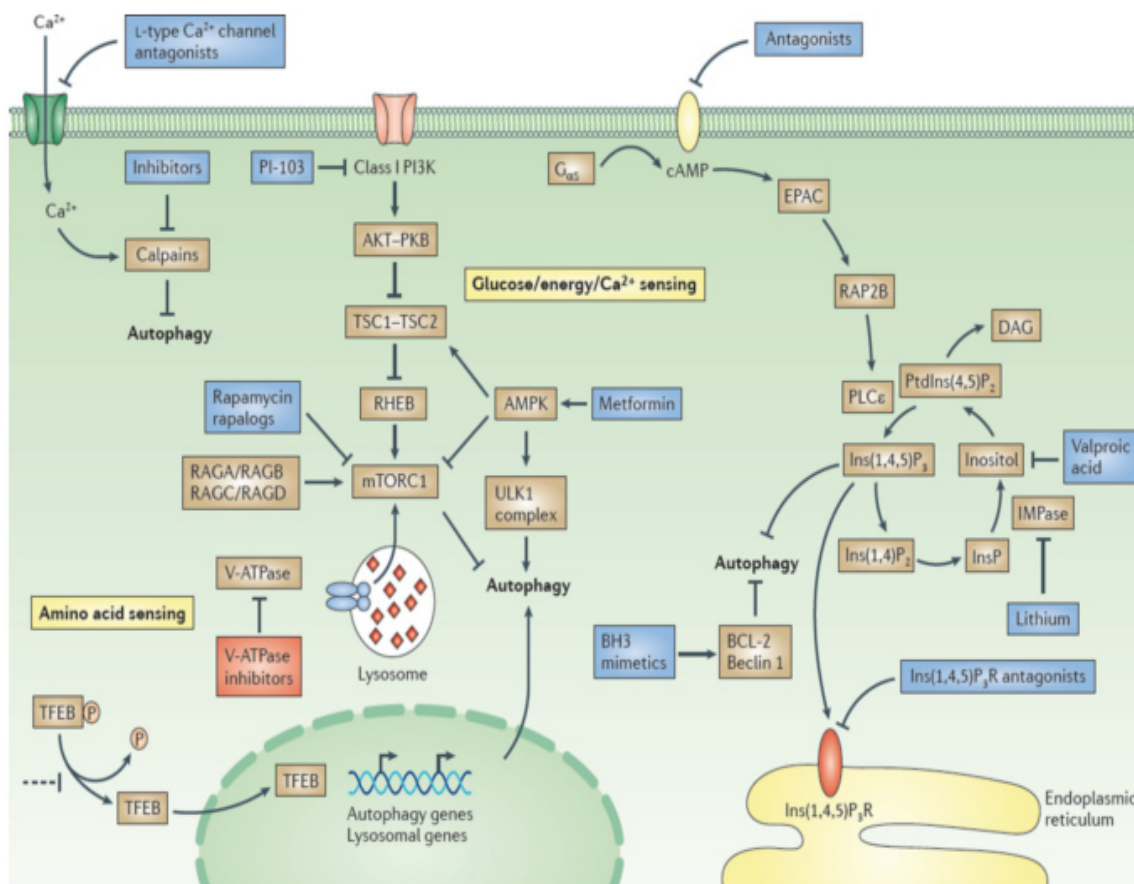 Ca²⁺
L-type Ca²⁺ channel
antagonists
Antagonists
Inhibitors
PI-103
Class I PI3K
Gαs
cAMP
EPAC
Ca²⁺
Calpains
AKT–PKB
Glucose/energy/Ca²⁺ sensing
RAP2B
Autophagy
TSC1–TSC2
DAG
Rapamycin
rapalogs
RHEB
AMPK
Metformin
PLCε
PtdIns(4,5)P₂
RAGA/RAGB
RAGC/RAGD
mTORC1
ULK1
complex
Ins(1,4,5)P₃
Inositol
Valproic
acid
IMPase
V-ATPase
Autophagy
Autophagy
Ins(1,4)P₂
InsP
Amino acid sensing
V-ATPase
inhibitors
Lysosome
BH3
mimetics
BCL-2
Beclin 1
Lithium
Ins(1,4,5)P₃R antagonists
TFEB
P
P
TFEB
TFEB
Autophagy genes
Lysosomal genes
Ins(1,4,5)P₃R
Endoplasmic
reticulum